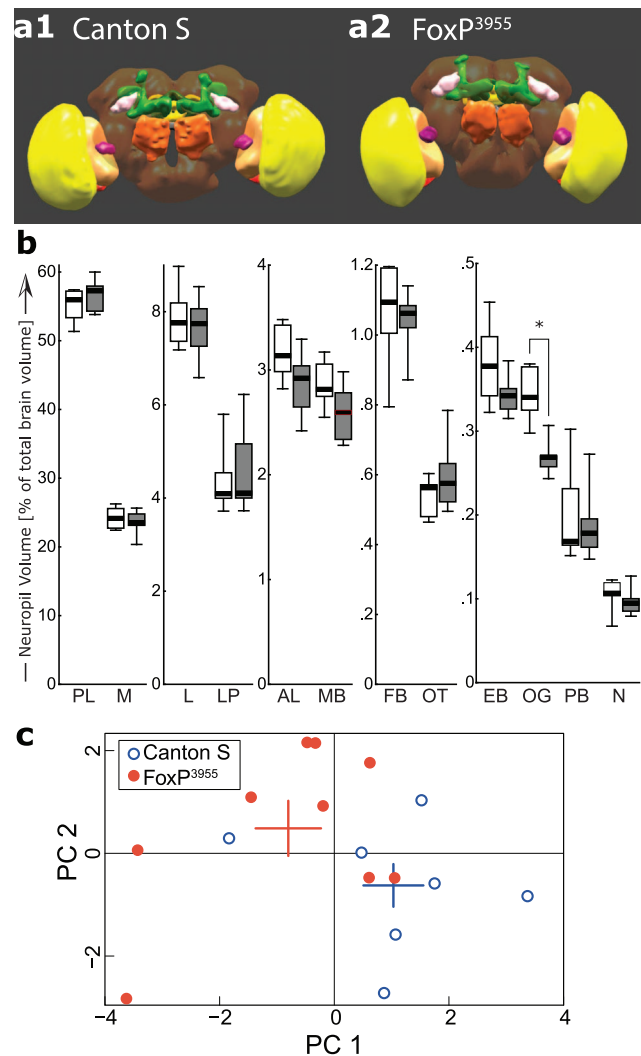 a1 Canton S
a2 FoxP3955
b
Neuropil Volume [% of total brain volume]
60
50
40
30
20
10
0
PL M
8
6
4
2
0
L LP
4
3
2
1
0
AL MB
1.2
1.0
.8
.6
.4
.2
0
FB OT
.5
.4
.3
.2
.1
0
*
EB OG PB N
c
Canton S
FoxP3955
PC 2
2
0
-2
−4 −2 0 2 4
PC 1